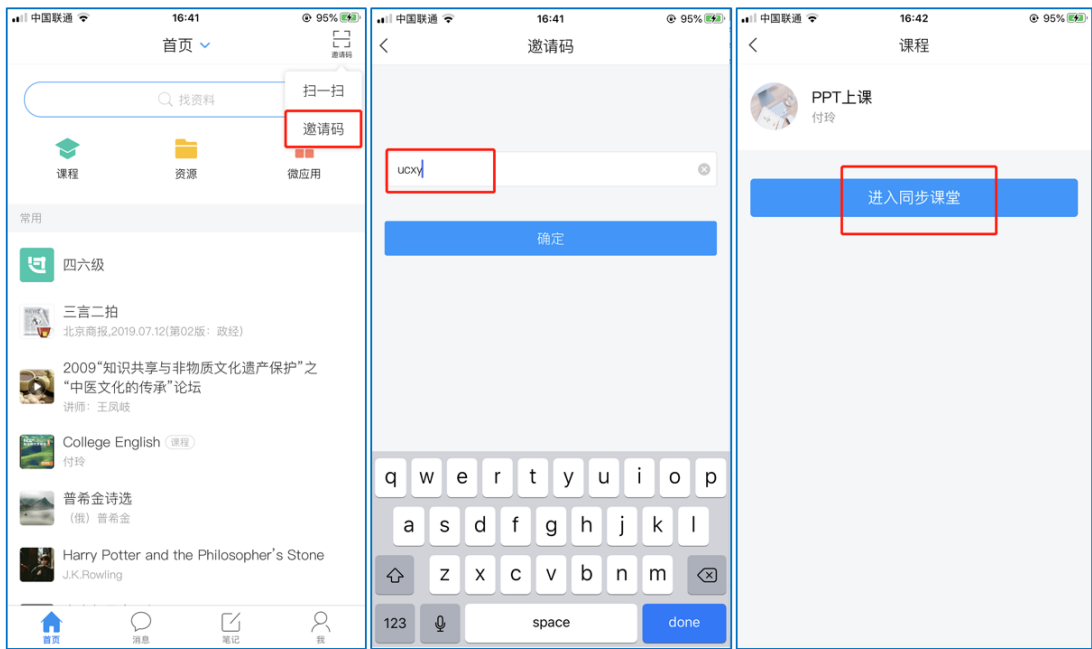 中国联通
16:41
95%
首页
邀请码
找资料
扫一扫
邀请码
课程
资源
微应用
常用
四六级
三言二拍
北京商报,2019.07.12(第02版：政经)
2009“知识共享与非物质文化遗产保护”之
“中医文化的传承”论坛
讲师：王凤岐
College English 课程
付玲
普希金诗选
（俄）普希金
Harry Potter and the Philosopher's Stone
J.K.Rowling
首页
消息
笔记
我
中国联通
16:41
95%
邀请码
ucxy
确定
q w e r t y u i o p
a s d f g h j k l
z x c v b n m
123 space done
中国联通
16:42
95%
课程
PPT上课
付玲
进入同步课堂